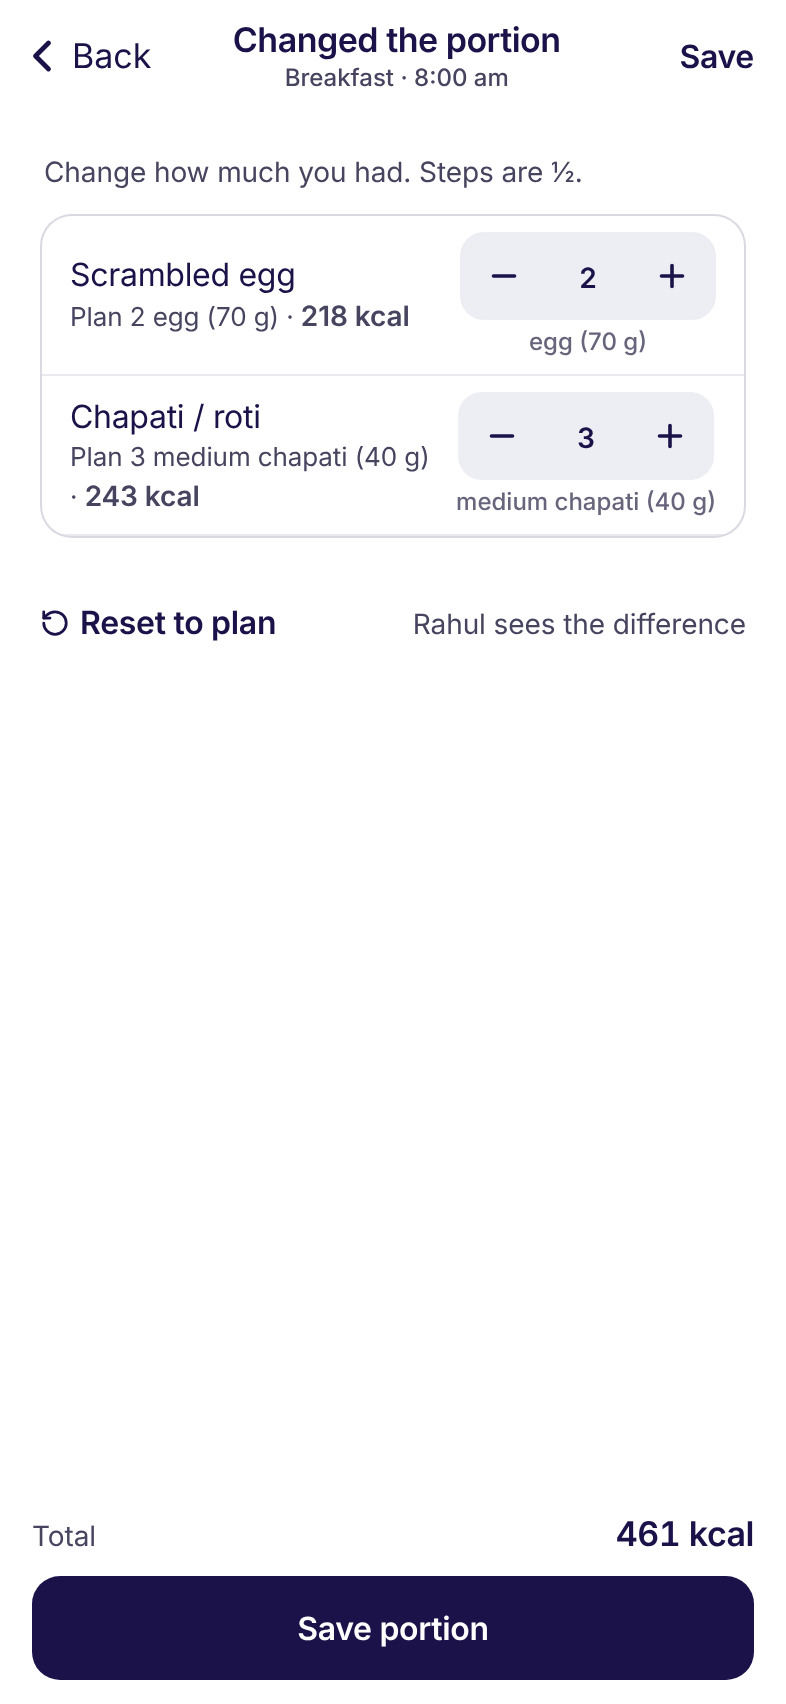 Back
Changed the portion
Save
Breakfast · 8:00 am
Change how much you had. Steps are ½.
Scrambled egg
Plan 2 egg (70 g) · 218 kcal
− 2 +
egg (70 g)
Chapati / roti
Plan 3 medium chapati (40 g)
· 243 kcal
− 3 +
medium chapati (40 g)
Reset to plan
Rahul sees the difference
Total
461 kcal
Save portion